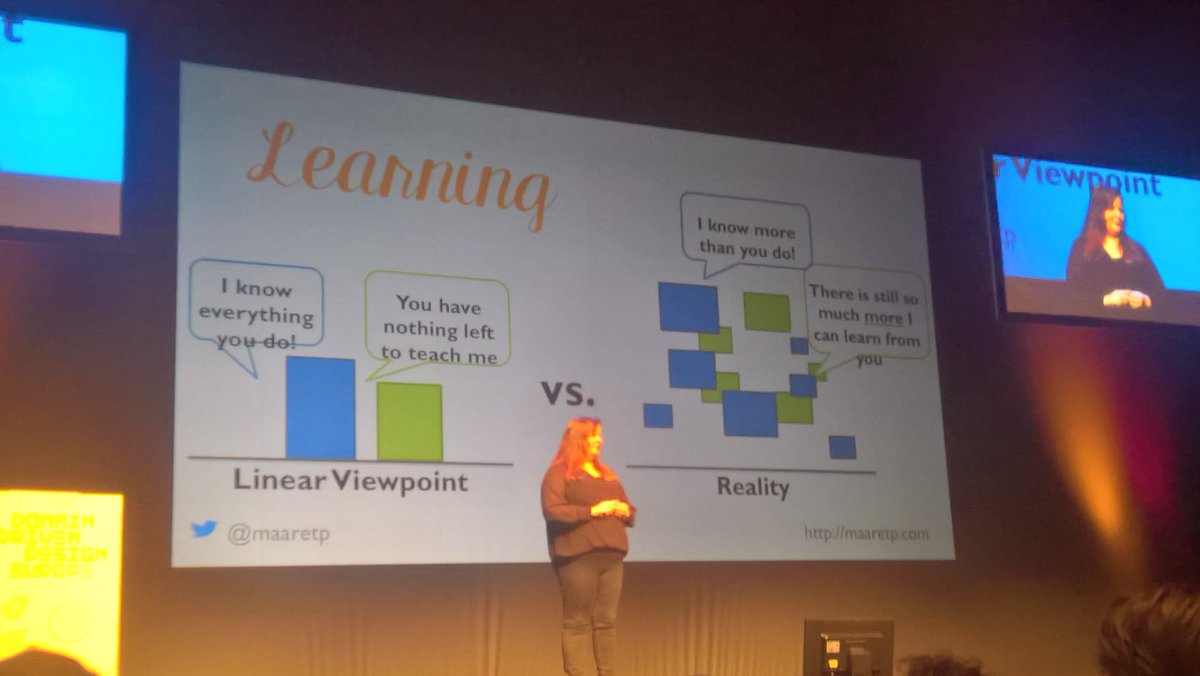 t
Learning
I know
everything
you do!
You have
nothing left
to teach me
vs.
I know more
than you do!
There is still so
much more I
can learn from
you
Linear Viewpoint
Reality
@maaretp
http://maaretp.com
r Viewpoint
DOMAIN
DRIVEN
DESIGN
EUROPE